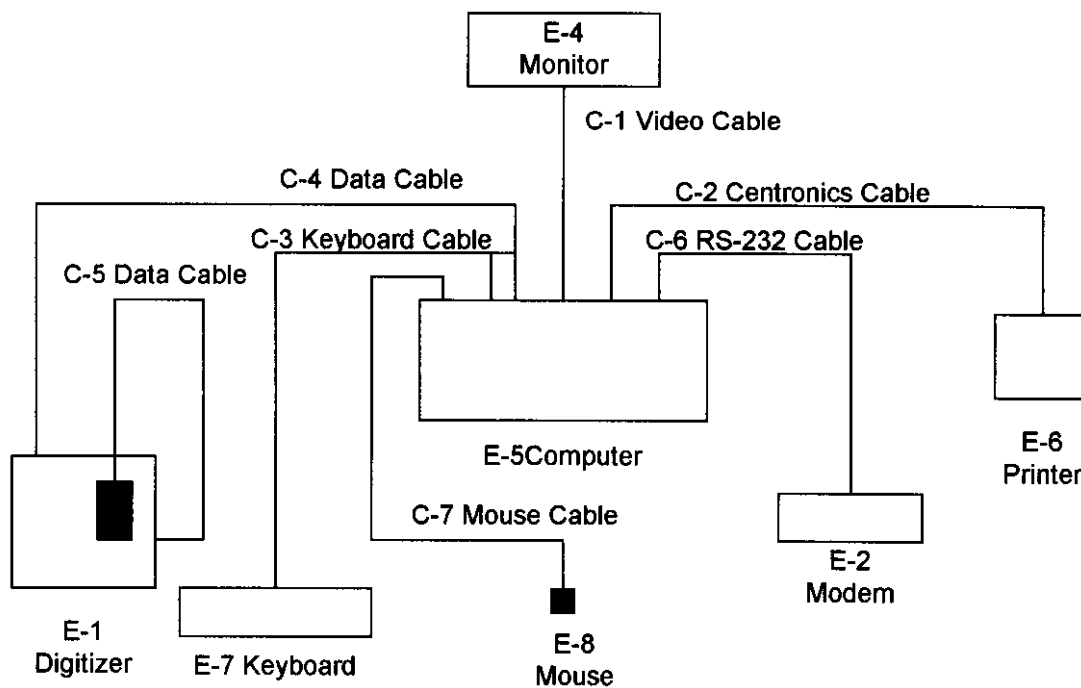 E-4
Monitor
C-1 Video Cable
C-4 Data Cable
C-2 Centronics Cable
C-3 Keyboard Cable
C-6 RS-232 Cable
C-5 Data Cable
E-5Computer
E-6
Printer
C-7 Mouse Cable
E-2
Modem
E-1
Digitizer
E-7 Keyboard
E-8
Mouse